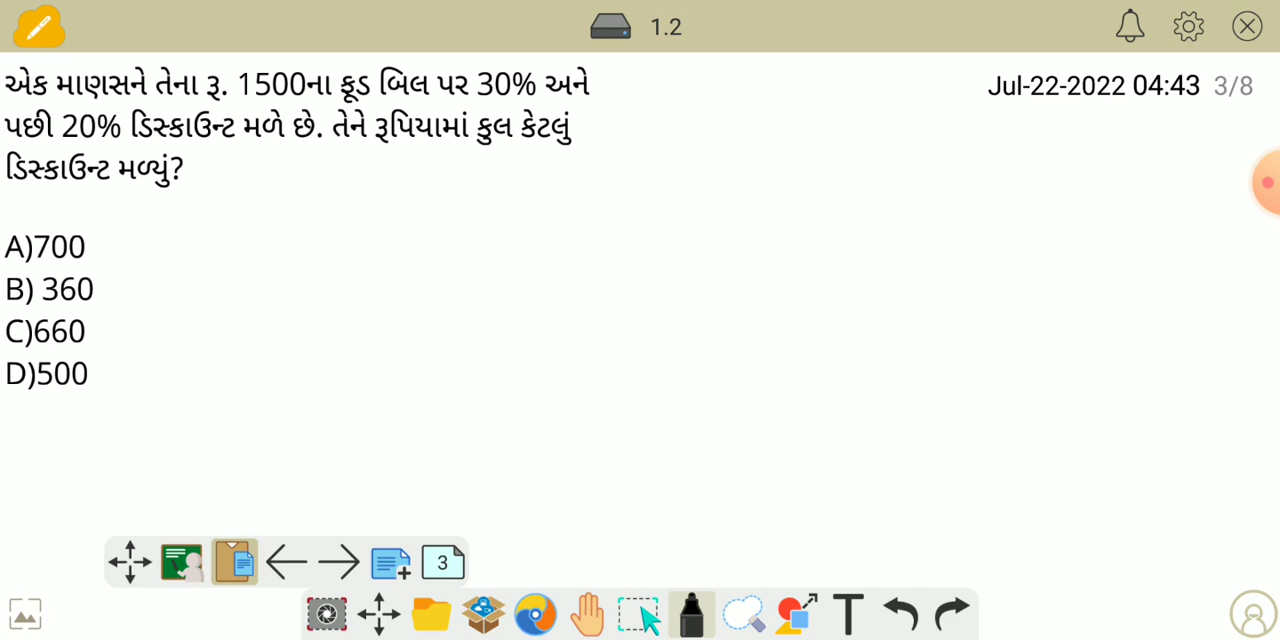 1.2
એક માણસને તેના રૂ. 1500ના ફૂડ બિલ પર 30% અને
પછી 20% ડિસ્કાઉન્ટ મળે છે. તેને રૂપિયામાં કુલ કેટલું
ડિસ્કાઉન્ટ મળ્યું?
Jul-22-2022 04:43 3/8
A)700
B) 360
C)660
D)500
3
T